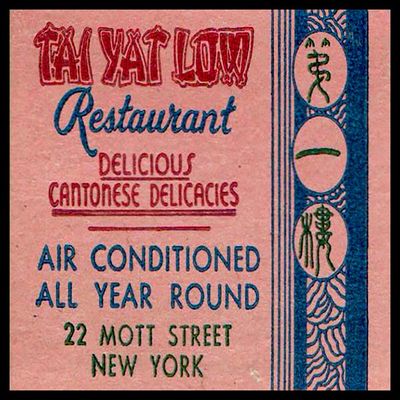 TAI YAT LOW
Restaurant
DELICIOUS
CANTONESE DELICACIES
AIR CONDITIONED
ALL YEAR ROUND
22 MOTT STREET
NEW YORK
第一樓